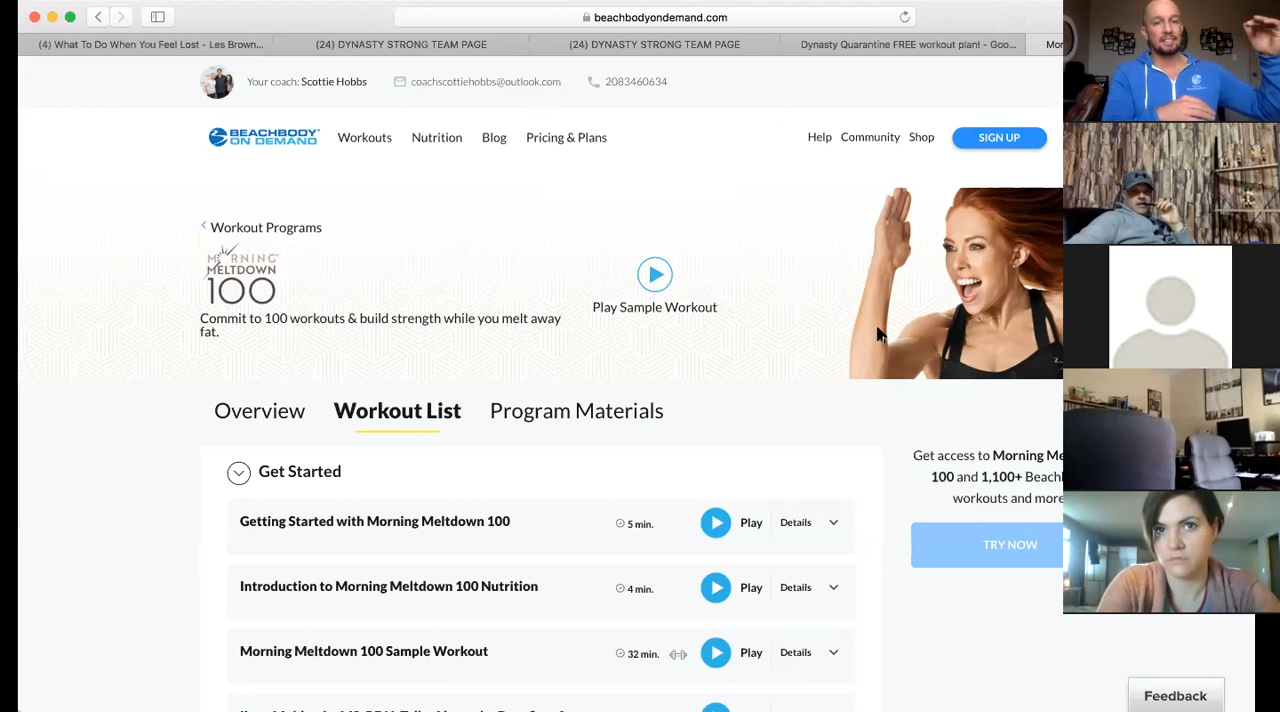 beachbodyondemand.com
(4) What To Do When You Feel Lost - Les Brown...
(24) DYNASTY STRONG TEAM PAGE
(24) DYNASTY STRONG TEAM PAGE
Dynasty Quarantine FREE workout plan! - Goo...
Mor
Your coach: Scottie Hobbs
coachscottiehobbs@outlook.com
2083460634
BEACHBODY
ON DEMAND
Workouts
Nutrition
Blog
Pricing & Plans
Help
Community
Shop
SIGN UP
Workout Programs
MORNING
MELTDOWN
100
Commit to 100 workouts & build strength while you melt away
fat.
Play Sample Workout
Overview
Workout List
Program Materials
Get Started
Getting Started with Morning Meltdown 100
5 min.
Play
Details
Introduction to Morning Meltdown 100 Nutrition
4 min.
Play
Details
Morning Meltdown 100 Sample Workout
32 min.
Play
Details
Get access to Morning Me
100 and 1,100+ Beach
workouts and more
TRY NOW
Feedback